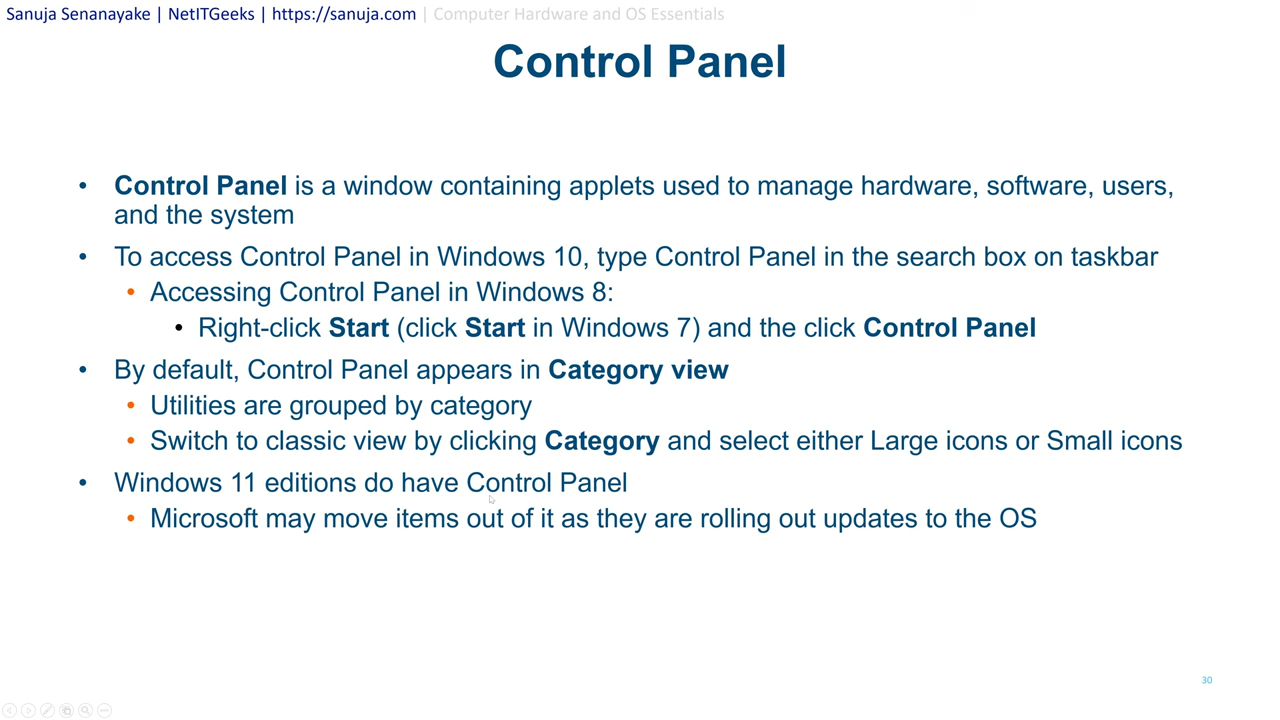 Sanuja Senanayake | NetITGeeks | https://sanuja.com | Computer Hardware and OS Essentials
Control Panel
• Control Panel is a window containing applets used to manage hardware, software, users,
and the system
• To access Control Panel in Windows 10, type Control Panel in the search box on taskbar
• Accessing Control Panel in Windows 8:
• Right-click Start (click Start in Windows 7) and the click Control Panel
• By default, Control Panel appears in Category view
• Utilities are grouped by category
• Switch to classic view by clicking Category and select either Large icons or Small icons
• Windows 11 editions do have Control Panel
• Microsoft may move items out of it as they are rolling out updates to the OS
30